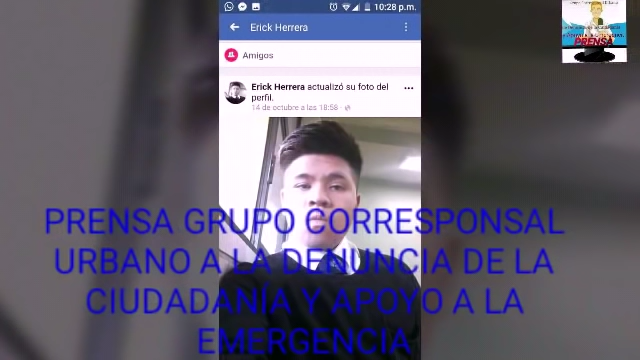 10:28 p.m.
Erick Herrera
Amigos
Erick Herrera actualizó su foto del
perfil.
14 de octubre a las 18:58
PRENSA
PRENSA GRUPO CORRESPONSAL
URBANO A LA DENUNCIA DE LA
CIUDADANÍA Y APOYO A LA
EMERGENCIA